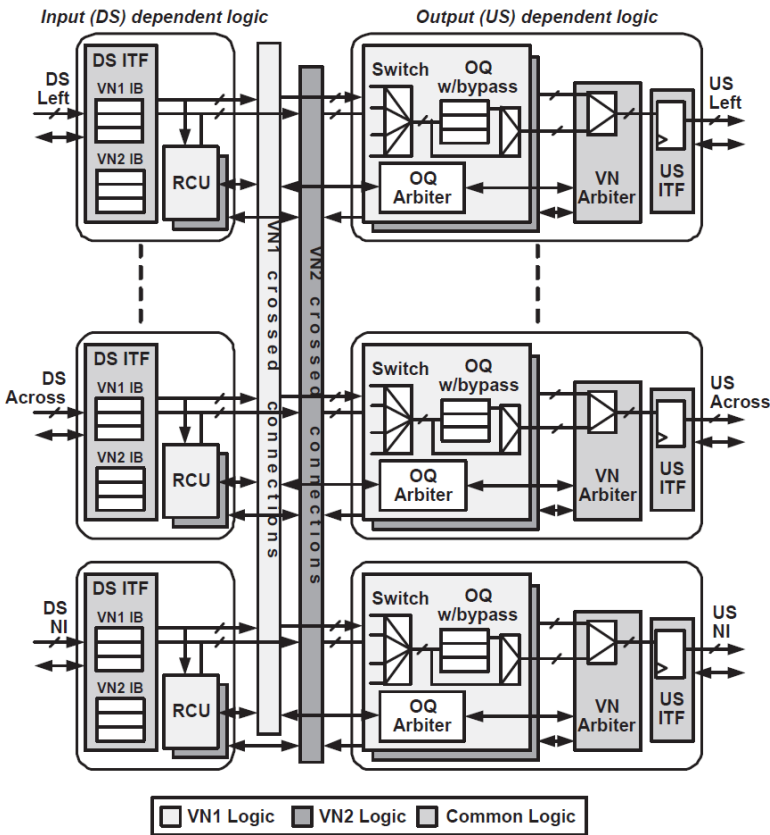 Input (DS) dependent logic
Output (US) dependent logic
DS
Left
DS ITF
VN1 IB
VN2 IB
RCU
Switch
OQ
w/bypass
OQ
Arbiter
VN
Arbiter
US
ITF
US
Left
VN1 crossed connections
VN2 crossed connections
DS
Across
DS ITF
VN1 IB
VN2 IB
RCU
Switch
OQ
w/bypass
OQ
Arbiter
VN
Arbiter
US
ITF
US
Across
DS
NI
DS ITF
VN1 IB
VN2 IB
RCU
Switch
OQ
w/bypass
OQ
Arbiter
VN
Arbiter
US
ITF
US
NI
VN1 Logic
VN2 Logic
Common Logic